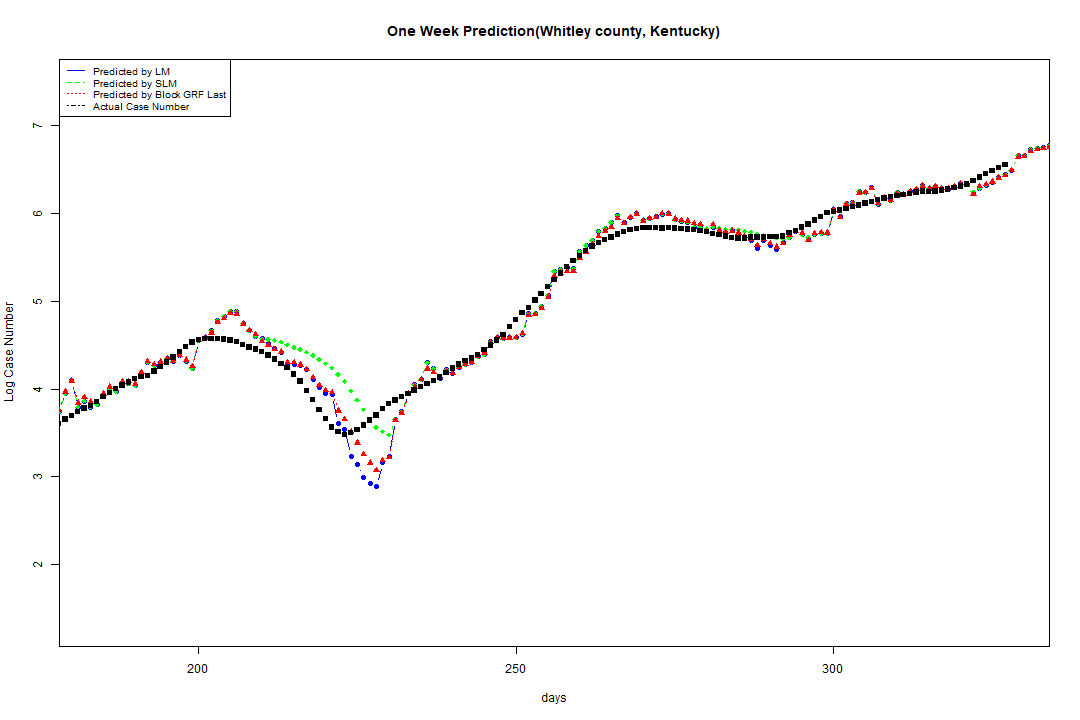 One Week Prediction(Whitley county, Kentucky)
Predicted by LM
Predicted by SLM
Predicted by Block GRF Last
Actual Case Number
7
6
5
4
3
2
Log Case Number
200
250
300
days